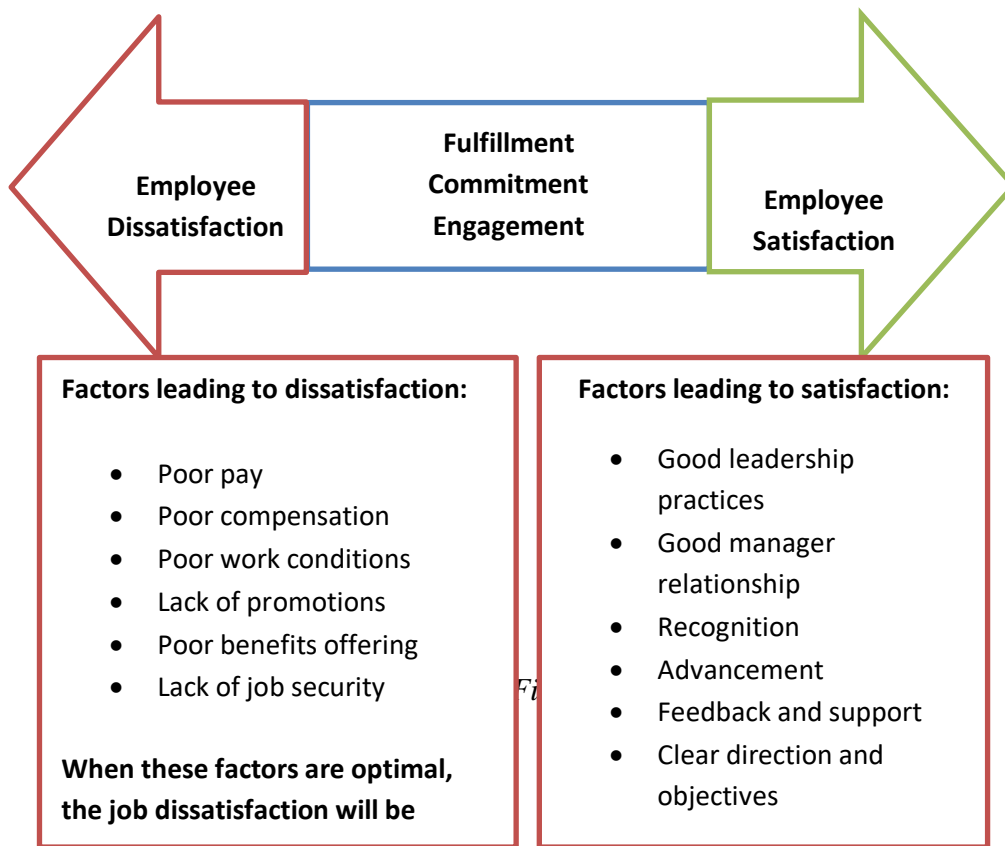 Employee
Dissatisfaction
Fulfillment
Commitment
Engagement
Employee
Satisfaction
Factors leading to dissatisfaction:
• Poor pay
• Poor compensation
• Poor work conditions
• Lack of promotions
• Poor benefits offering
• Lack of job security
When these factors are optimal,
the job dissatisfaction will be
Factors leading to satisfaction:
• Good leadership
practices
• Good manager
relationship
• Recognition
• Advancement
• Feedback and support
• Clear direction and
objectives